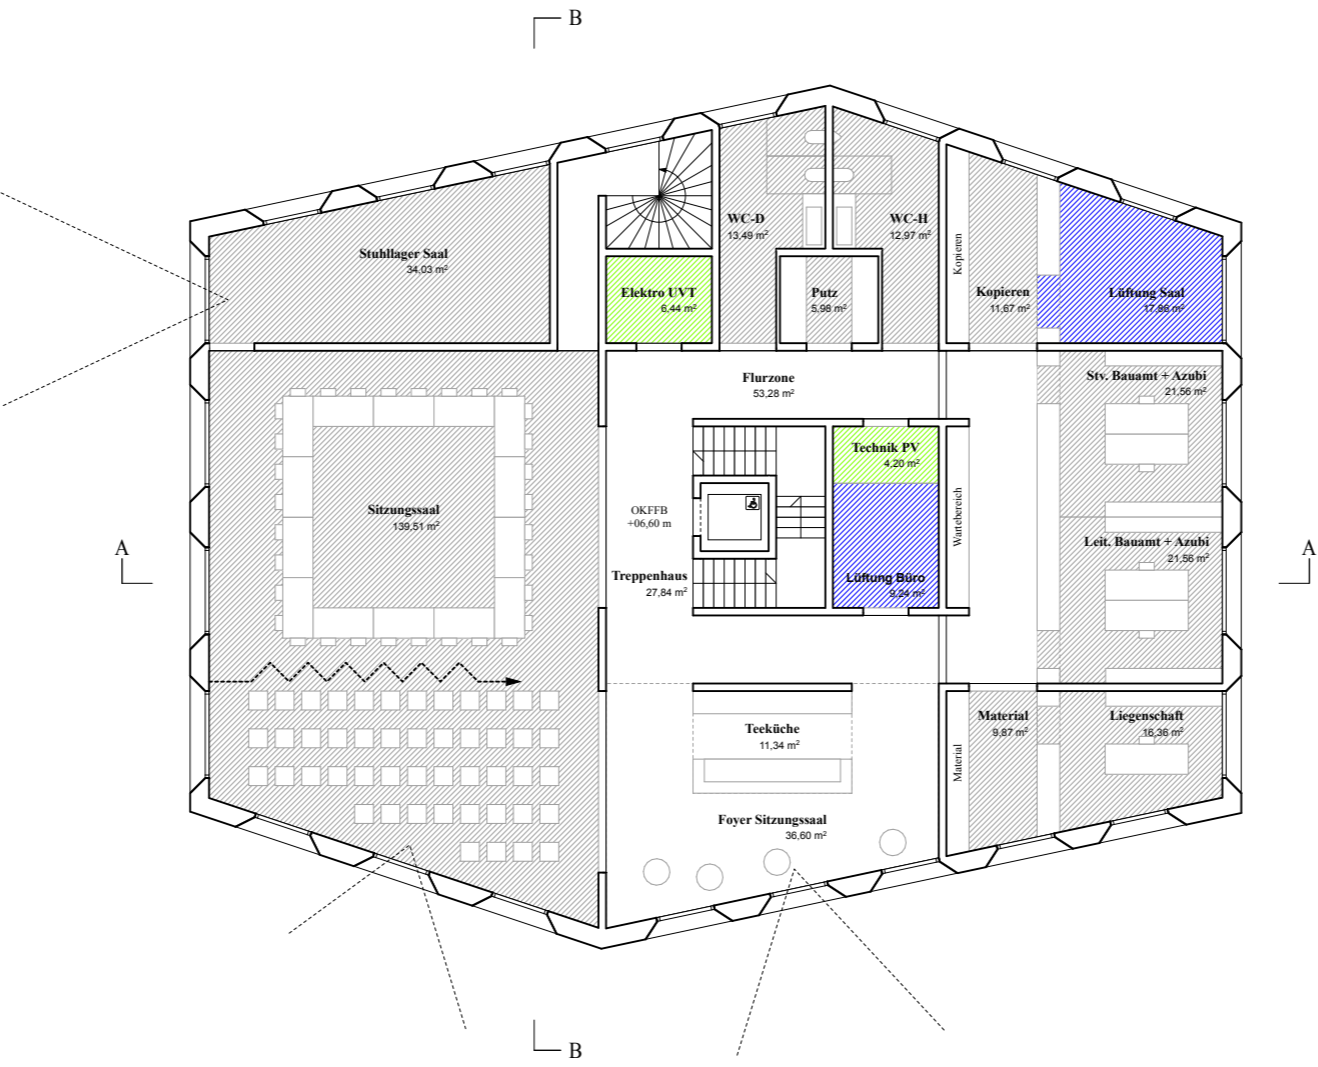 B
Stuhllager Saal
34,03 m²
Elektro UVT
6,44 m²
WC-D
13,49 m²
WC-H
12,97 m²
Putz
5,98 m²
Kopieren
Kopieren
11,67 m²
Lüftung Saal
17,86 m²
Flurzone
53,28 m²
Stv. Bauamt + Azubi
21,56 m²
Technik PV
4,20 m²
Sitzungssaal
139,51 m²
OKFFB
+06,60 m
Wartebereich
A
Leit. Bauamt + Azubi
21,56 m²
A
Treppenhaus
27,84 m²
Lüftung Büro
9,24 m²
Teeküche
11,34 m²
Material
Material
9,87 m²
Liegenschaft
16,36 m²
Foyer Sitzungssaal
36,60 m²
B